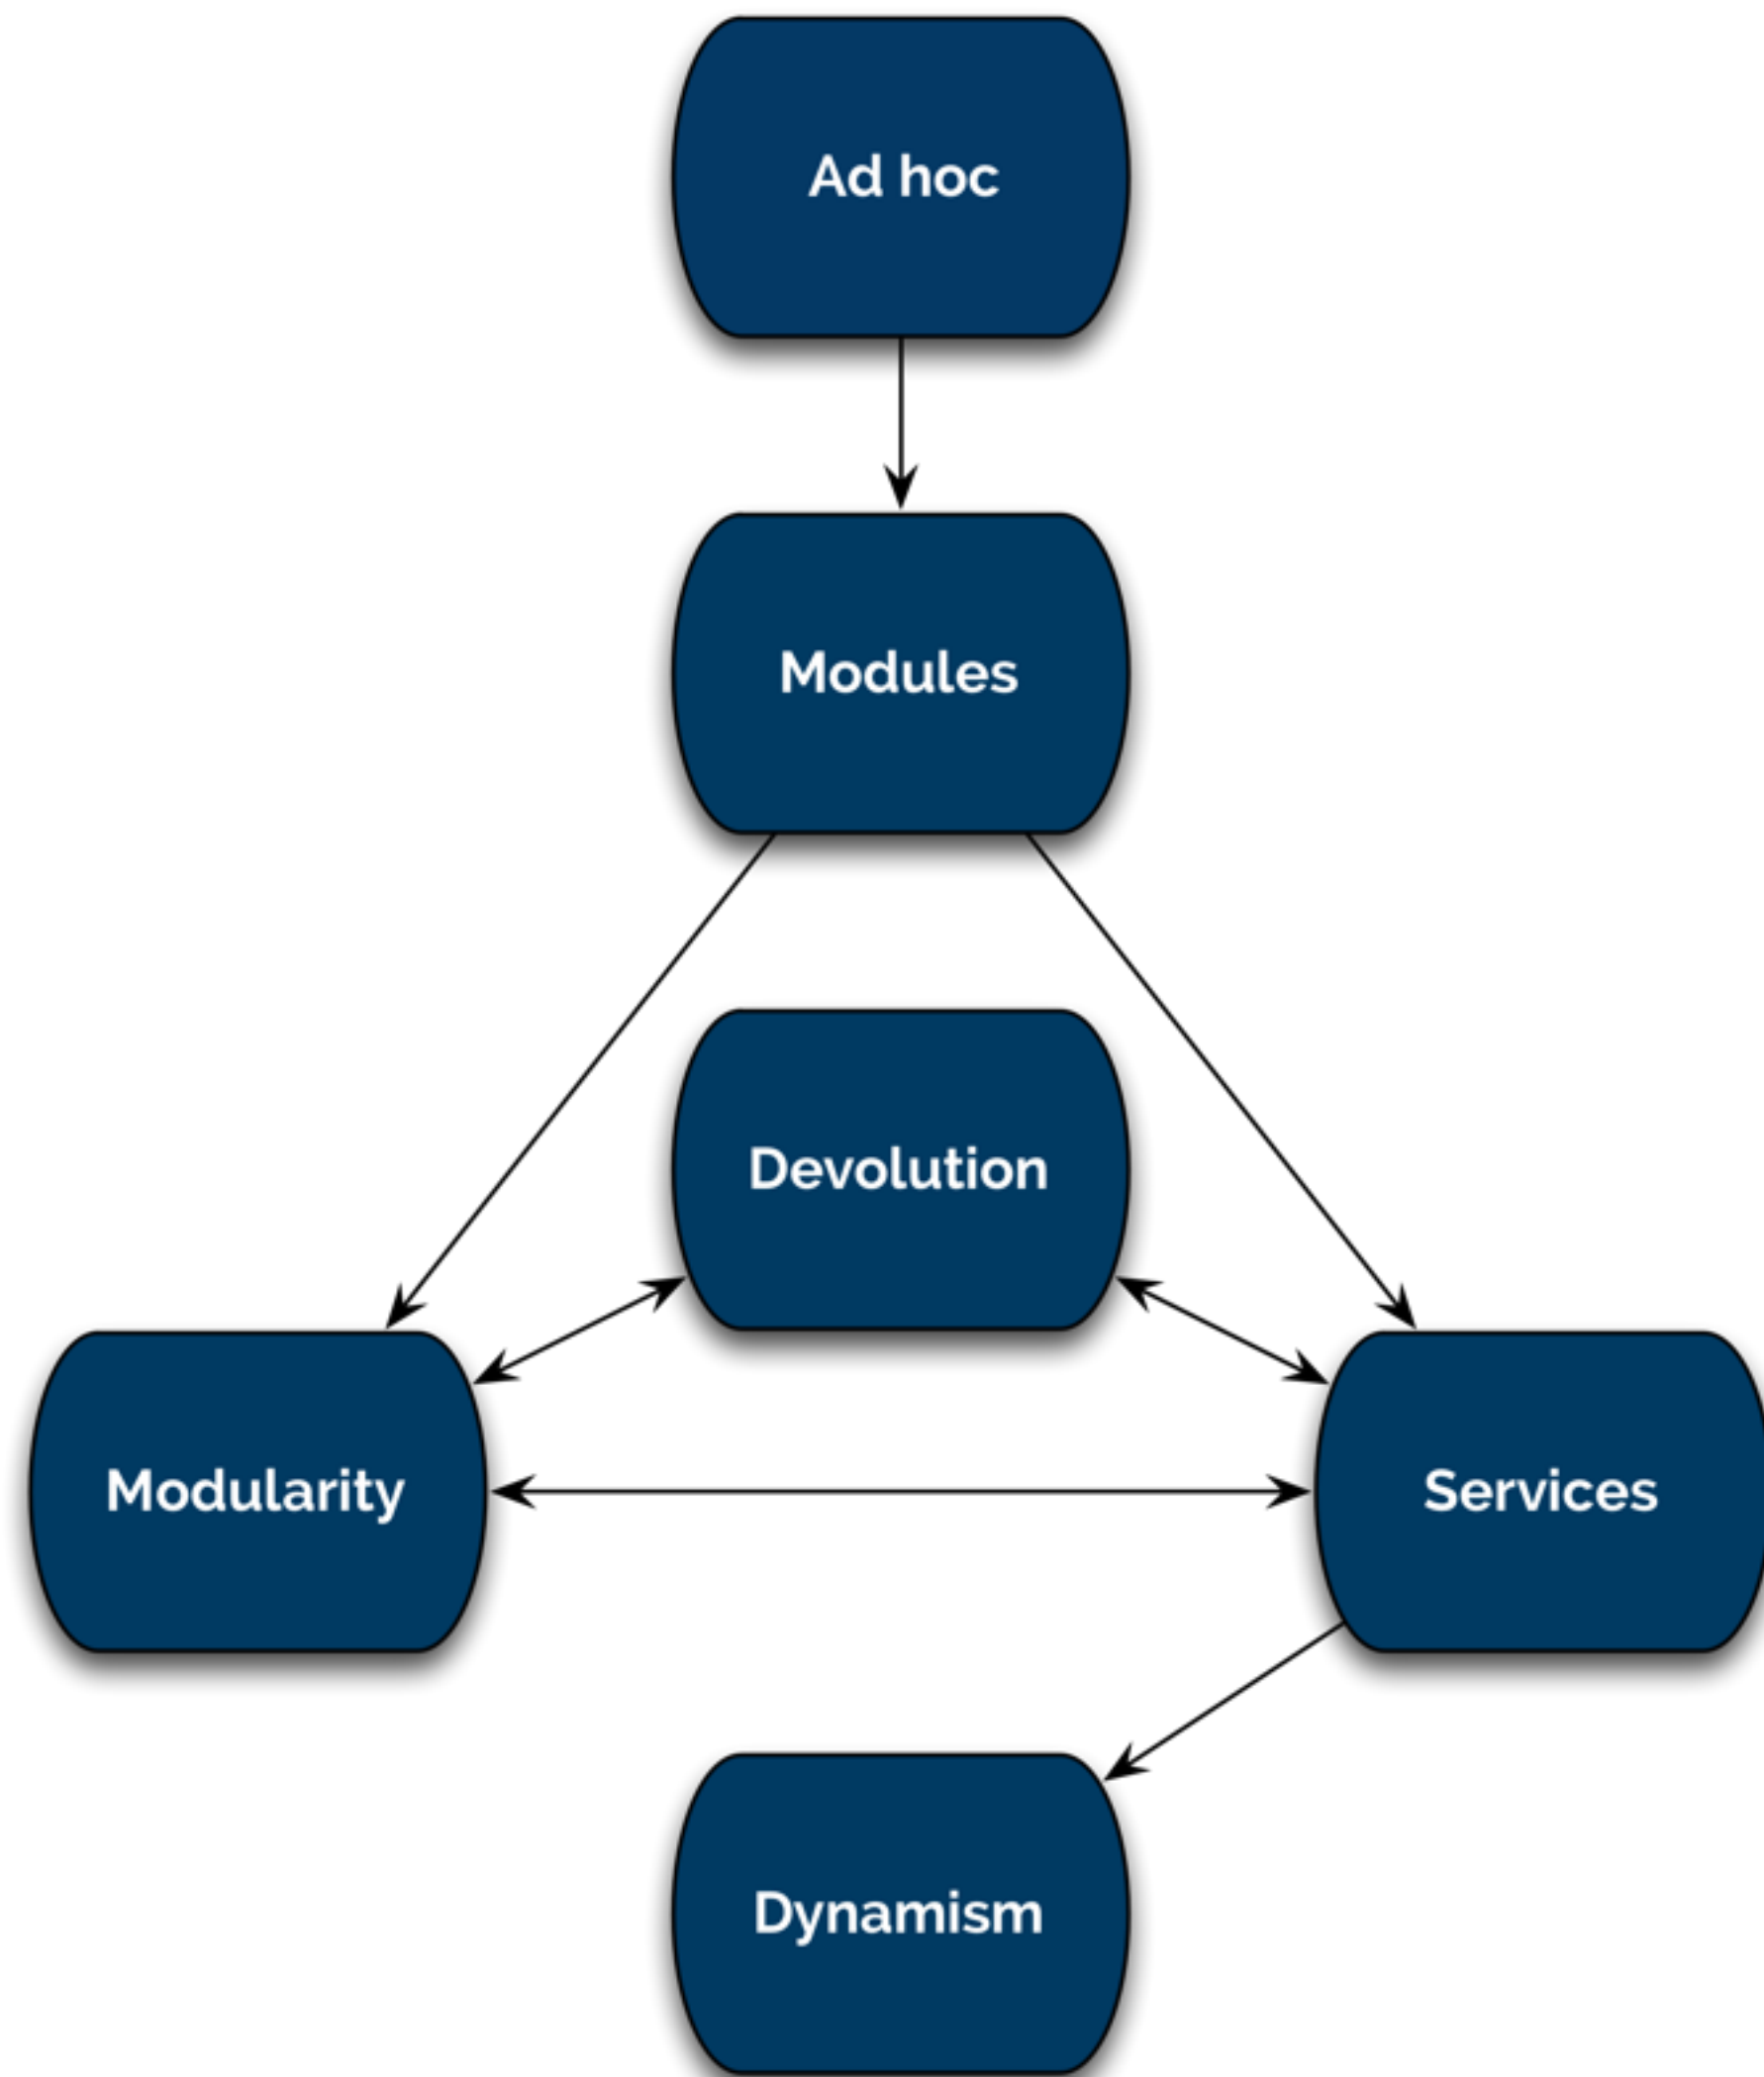 Ad hoc
Modules
Devolution
Modularity
Services
Dynamism